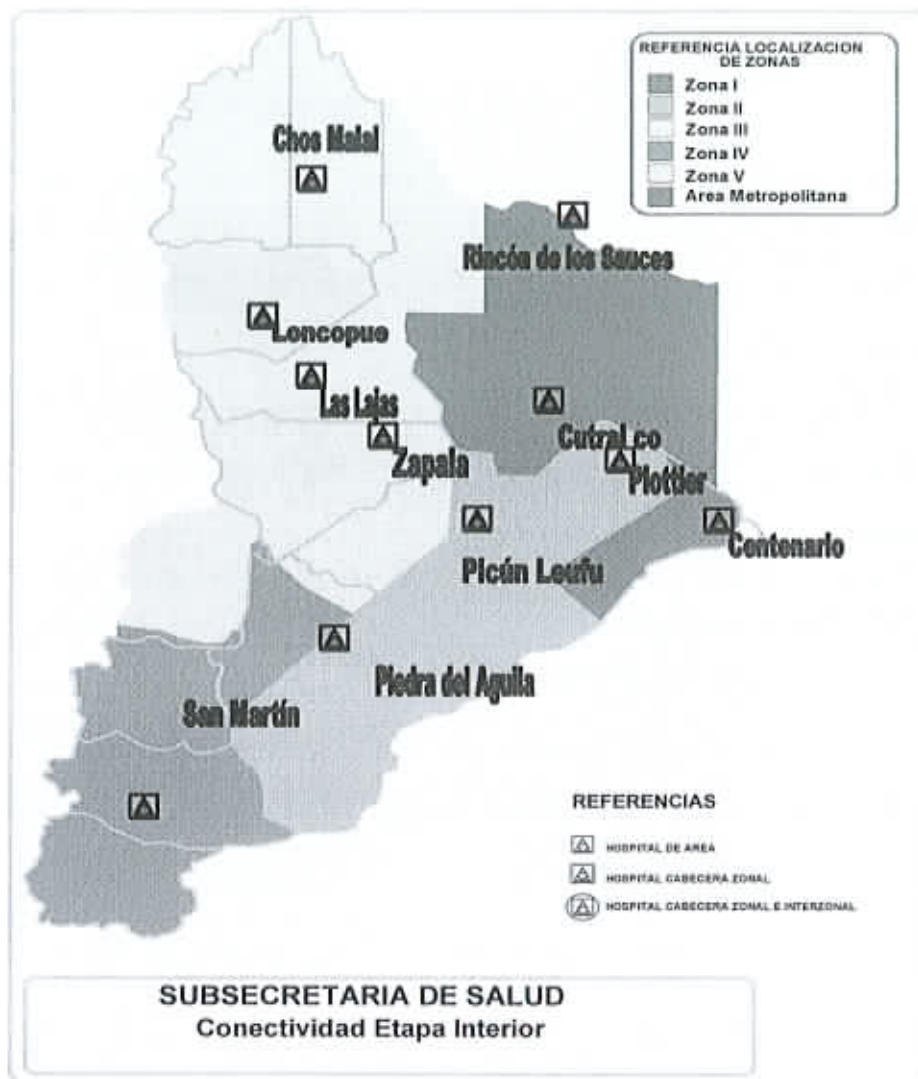 REFERENCIA LOCALIZACION
DE ZONAS
Zona I
Zona II
Zona III
Zona IV
Zona V
Area Metropolitana
Chos Malal
Rincón de los Sauces
Loncopue
Las Lajas
Zapala
CutralCo
Plottier
Centenario
Picún Leufu
Piedra del Aguila
San Martín
REFERENCIAS
HOSPITAL DE AREA
HOSPITAL CABECERA ZONAL
HOSPITAL CABECERA ZONAL E INTERZONAL
SUBSECRETARIA DE SALUD
Conectividad Etapa Interior